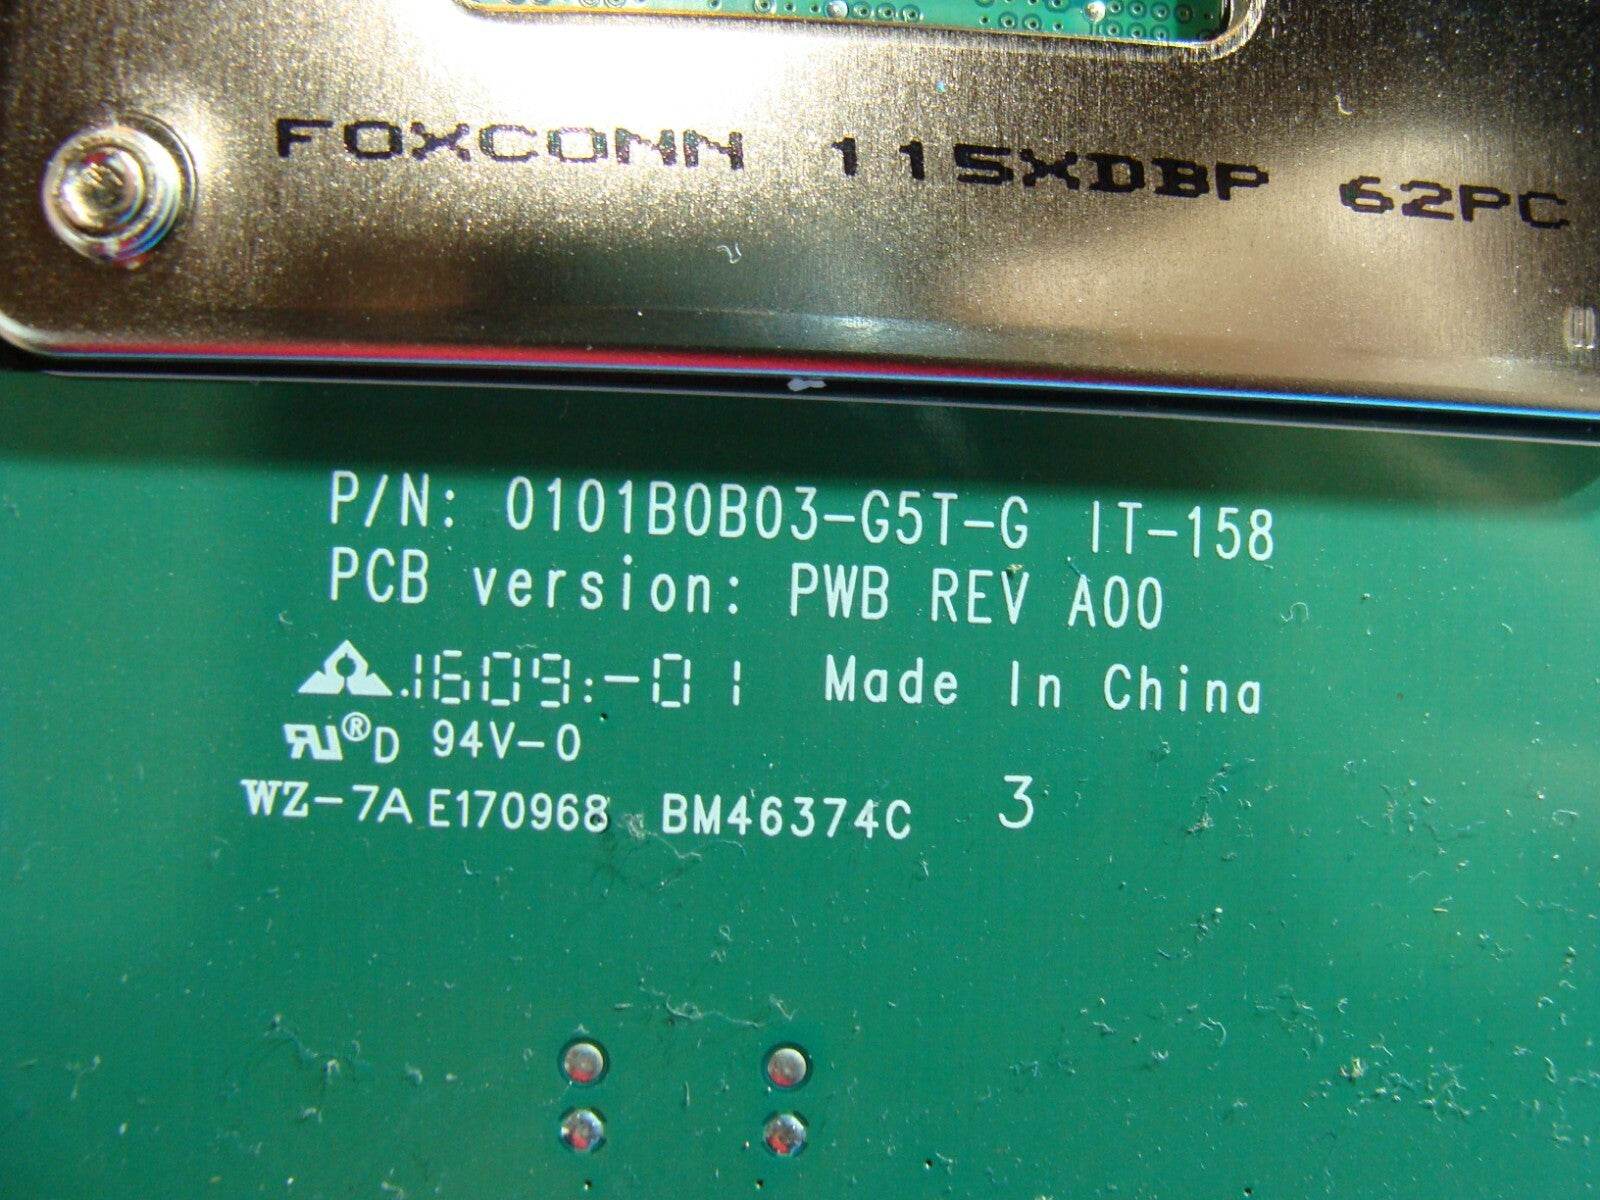 FOXCONN 115XDBP 62PC
P/N: 0101B0B03-G5T-G IT-158
PCB version: PWB REV A00
.1609:-01 Made In China
RU®D 94V-0
WZ-7A E170968 BM46374C 3